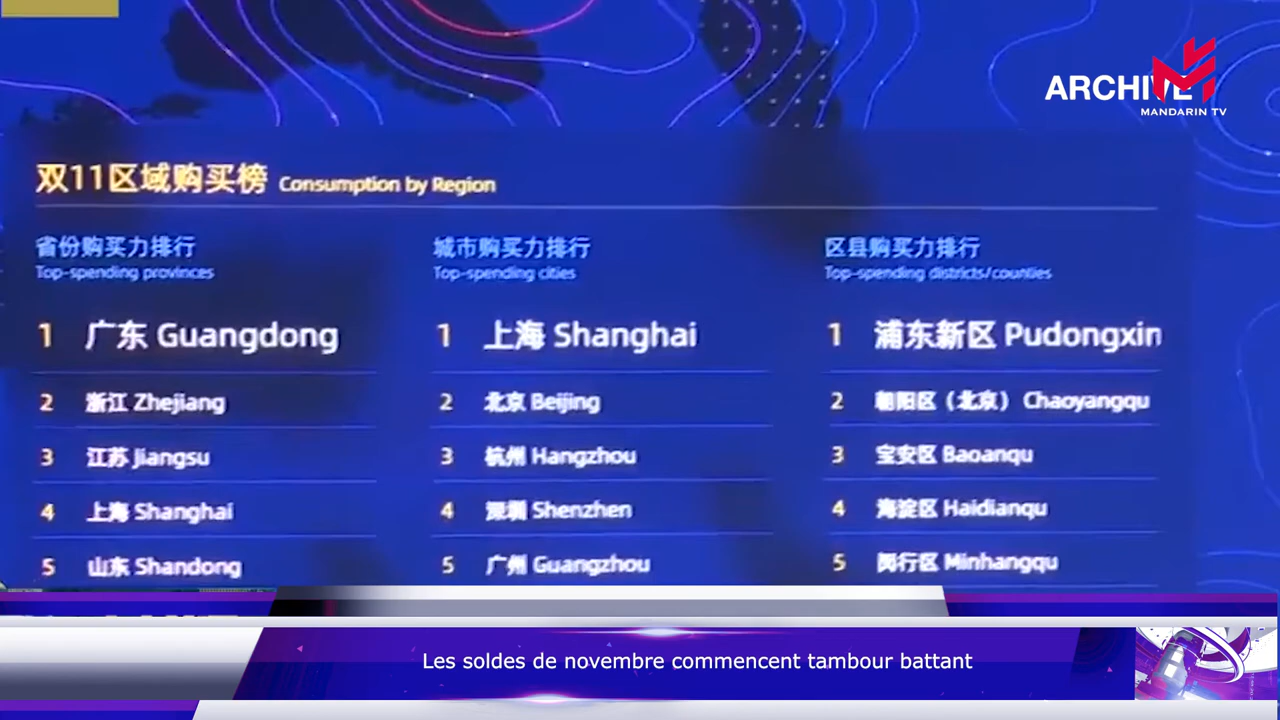 ARCHIVE
MANDARIN TV
双11区域购买榜 Consumption by Region
省份购买力排行
Top-spending provinces
1 广东 Guangdong
2 浙江 Zhejiang
3 江苏 Jiangsu
4 上海 Shanghai
5 山东 Shandong
城市购买力排行
Top-spending cities
1 上海 Shanghai
2 北京 Beijing
3 杭州 Hangzhou
4 深圳 Shenzhen
5 广州 Guangzhou
区县购买力排行
Top-spending districts/counties
1 浦东新区 Pudongxin
2 朝阳区（北京） Chaoyangqu
3 宝安区 Baoanqu
4 海淀区 Haidianqu
5 闵行区 Minhangqu
Les soldes de novembre commencent tambour battant